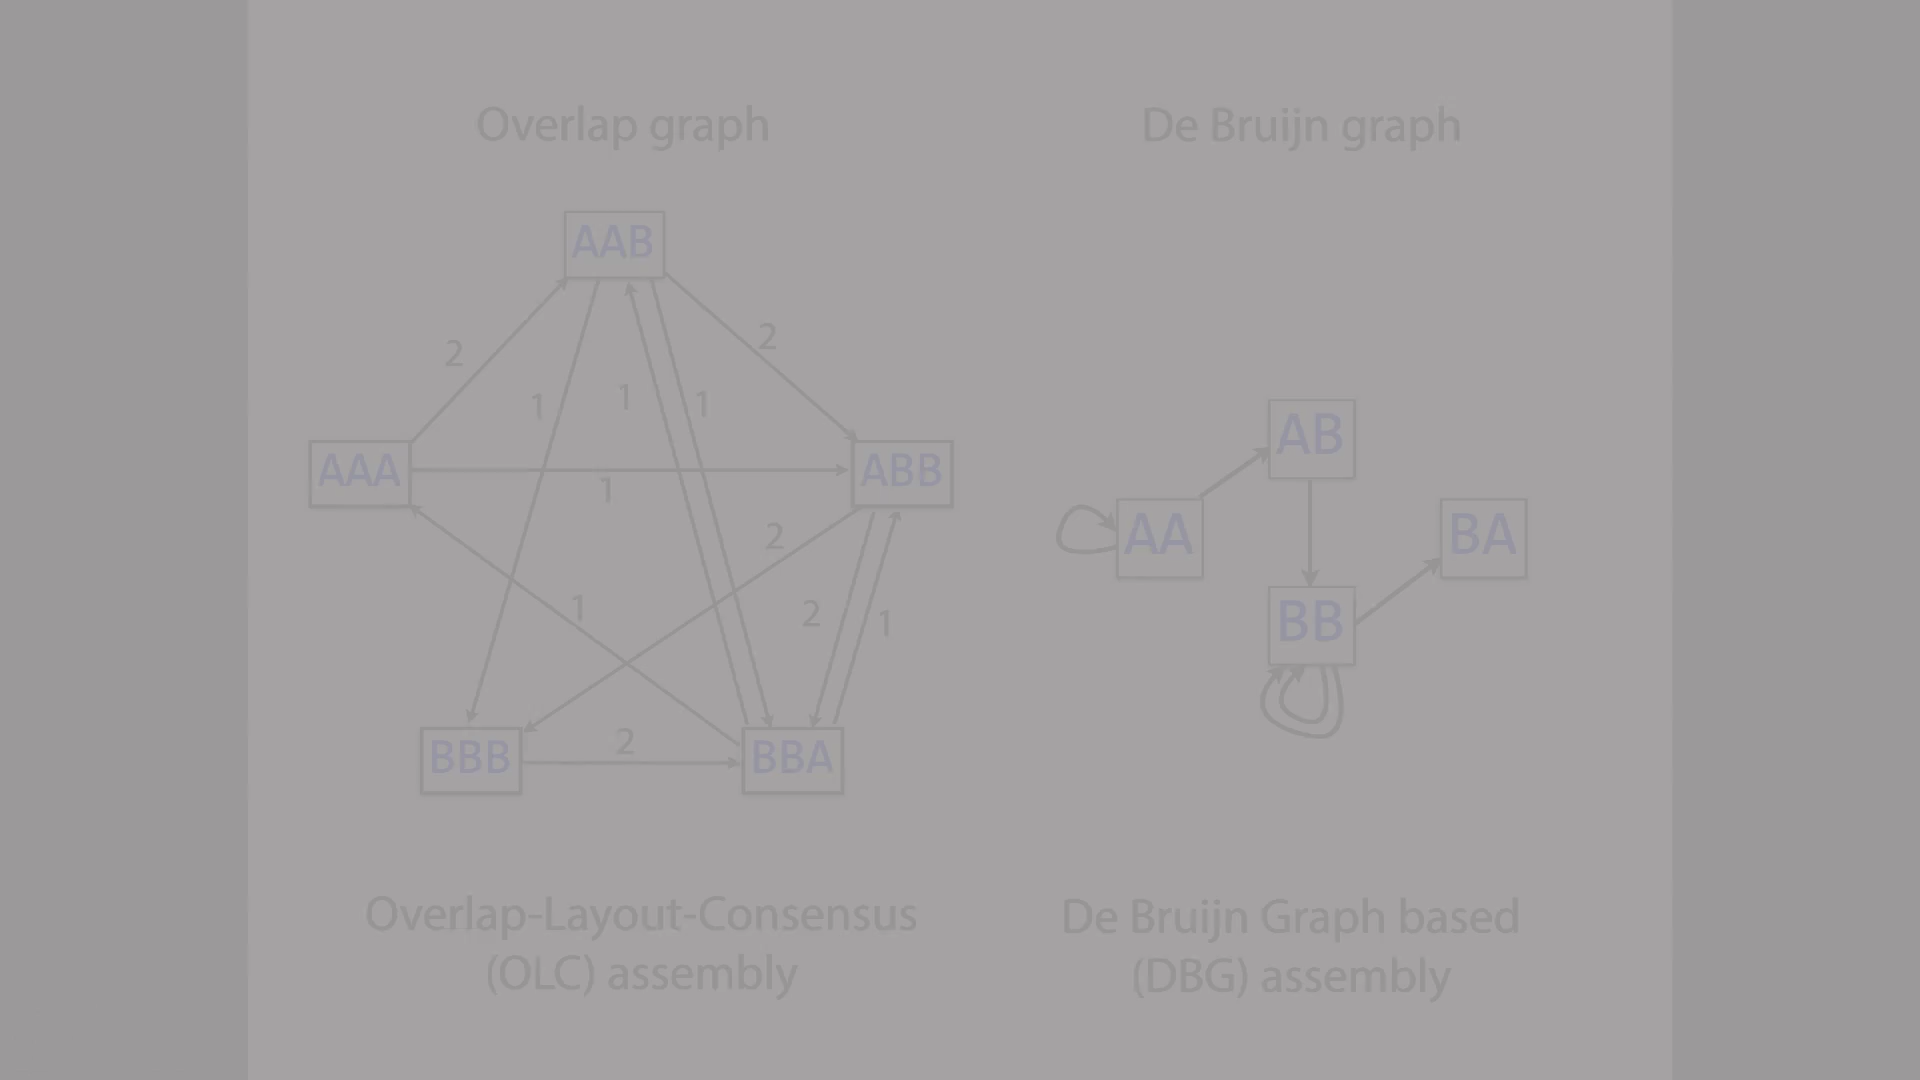 Overlap graph
De Bruijn graph
AAB
2
2
1
1
1
AAA
1
ABB
2
1
2
1
BBB
2
BBA
AB
AA
BA
BB
Overlap-Layout-Consensus
(OLC) assembly
De Bruijn Graph based
(DBG) assembly